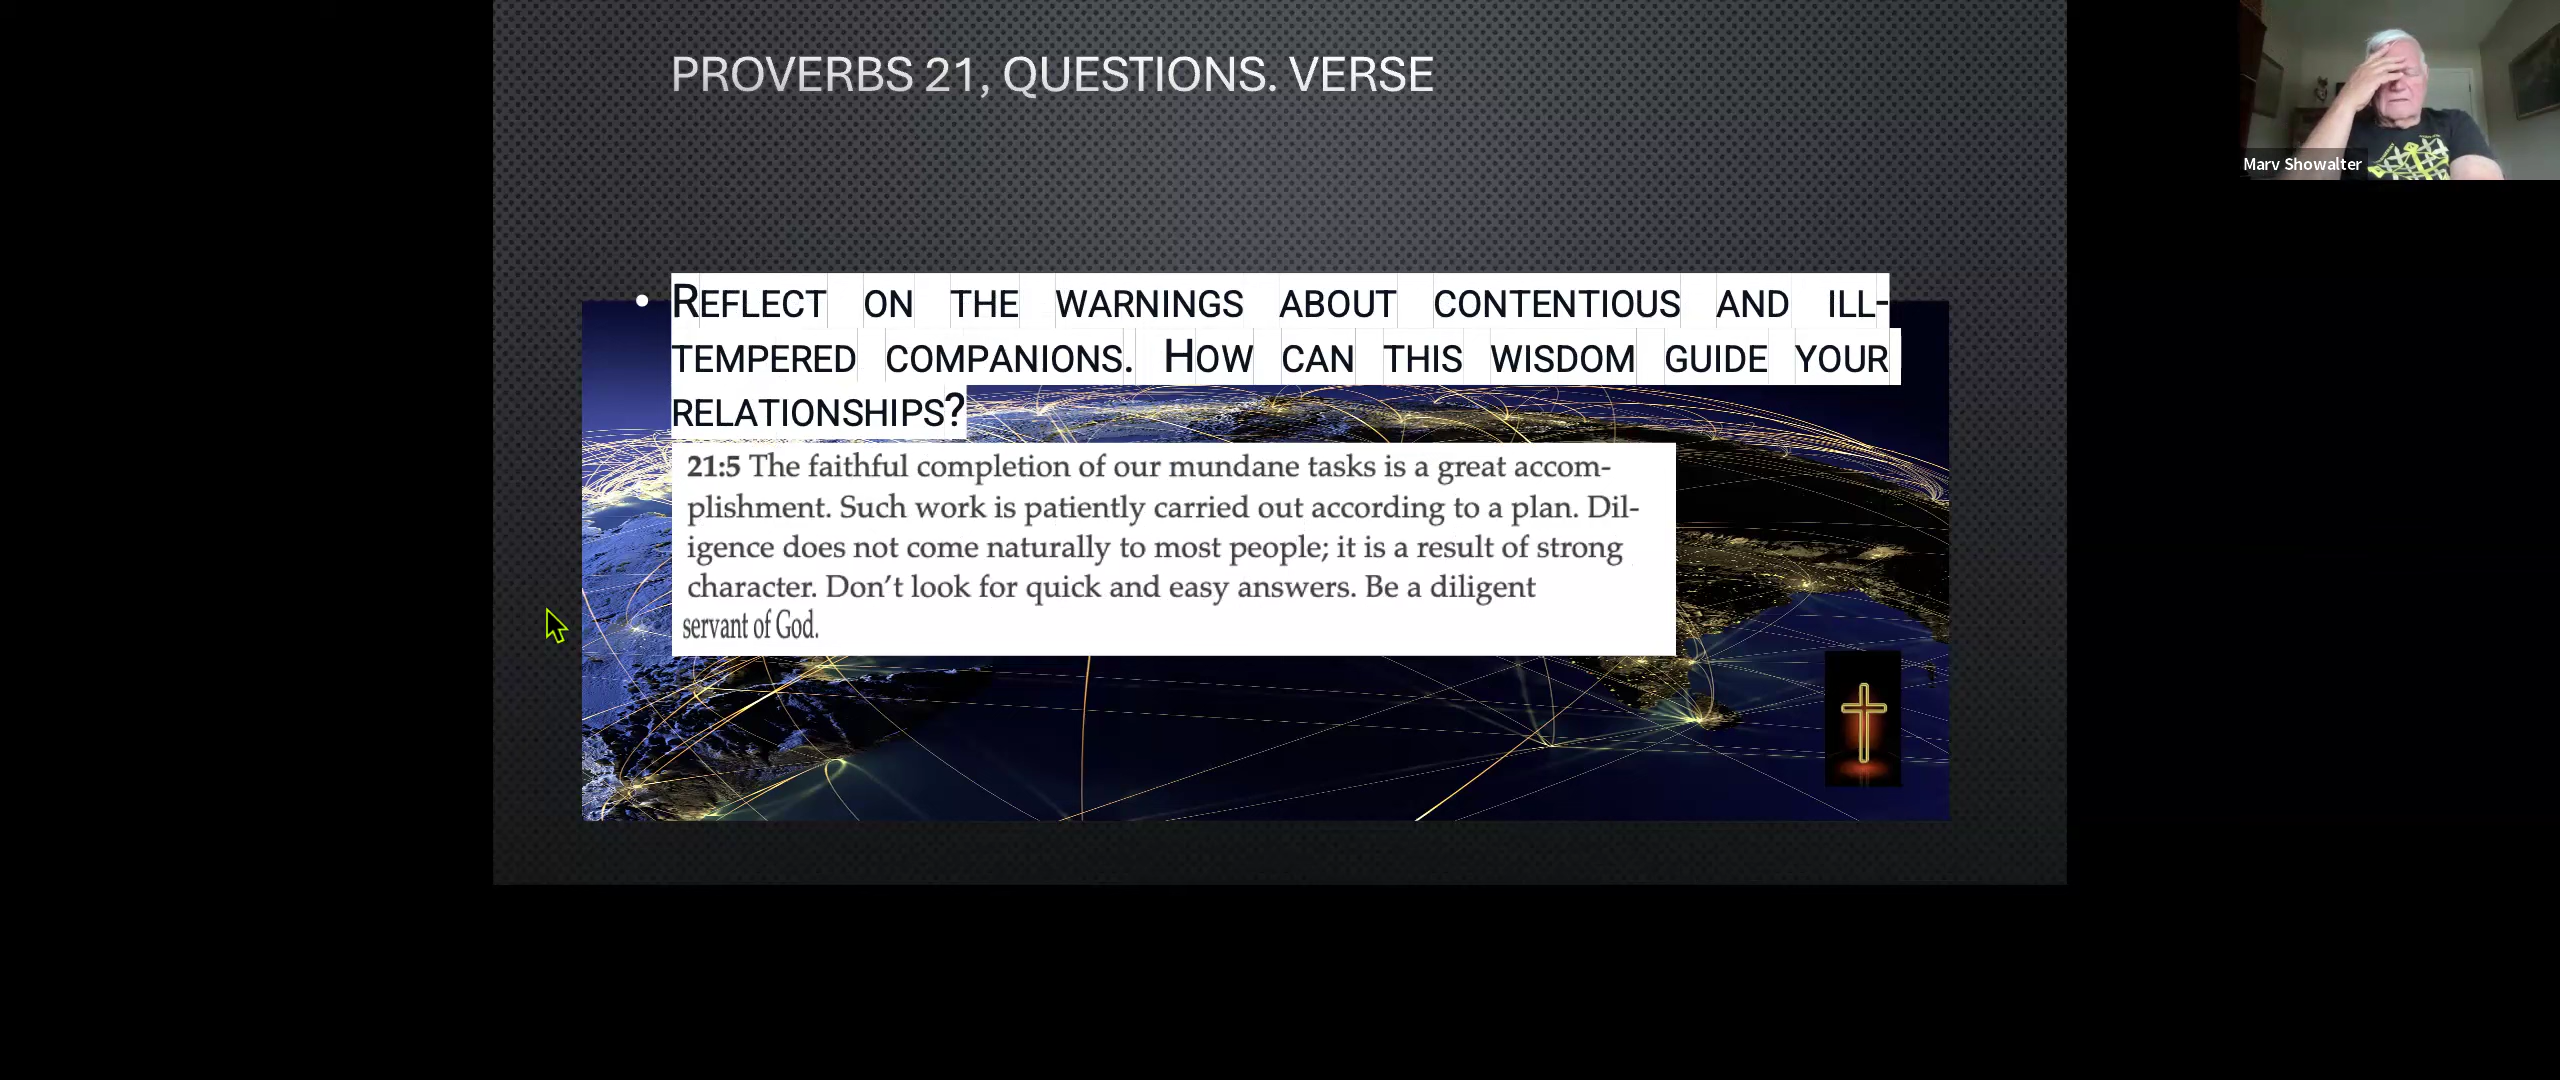 PROVERBS 21, QUESTIONS. VERSE
Marv Showalter
• REFLECT ON THE WARNINGS ABOUT CONTENTIOUS AND ILL-
TEMPERED COMPANIONS. HOW CAN THIS WISDOM GUIDE YOUR
RELATIONSHIPS?
21:5 The faithful completion of our mundane tasks is a great accom-
plishment. Such work is patiently carried out according to a plan. Dil-
igence does not come naturally to most people; it is a result of strong
character. Don’t look for quick and easy answers. Be a diligent
servant of God.